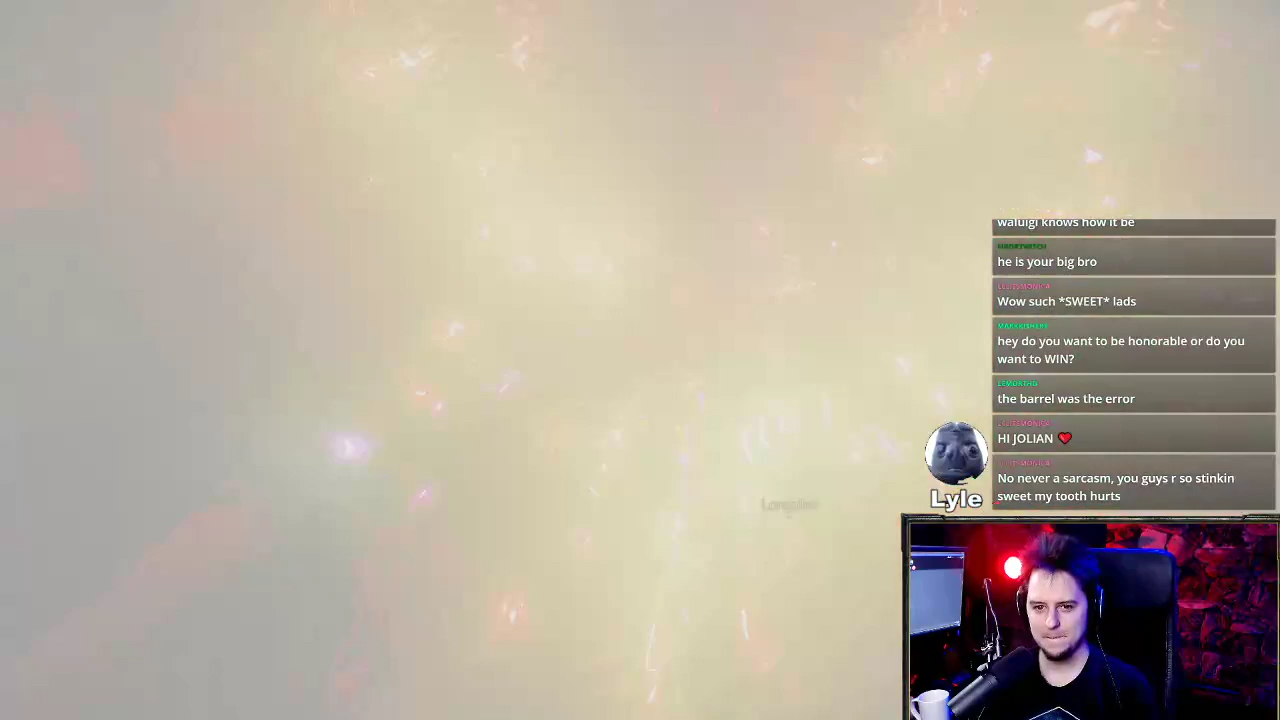 waluigi knows how it be
he is your big bro
Wow such *SWEET* lads
hey do you want to be honorable or do you
want to WIN?
the barrel was the error
HI JOLIAN
No never a sarcasm, you guys r so stinkin
sweet my tooth hurts
Lyle